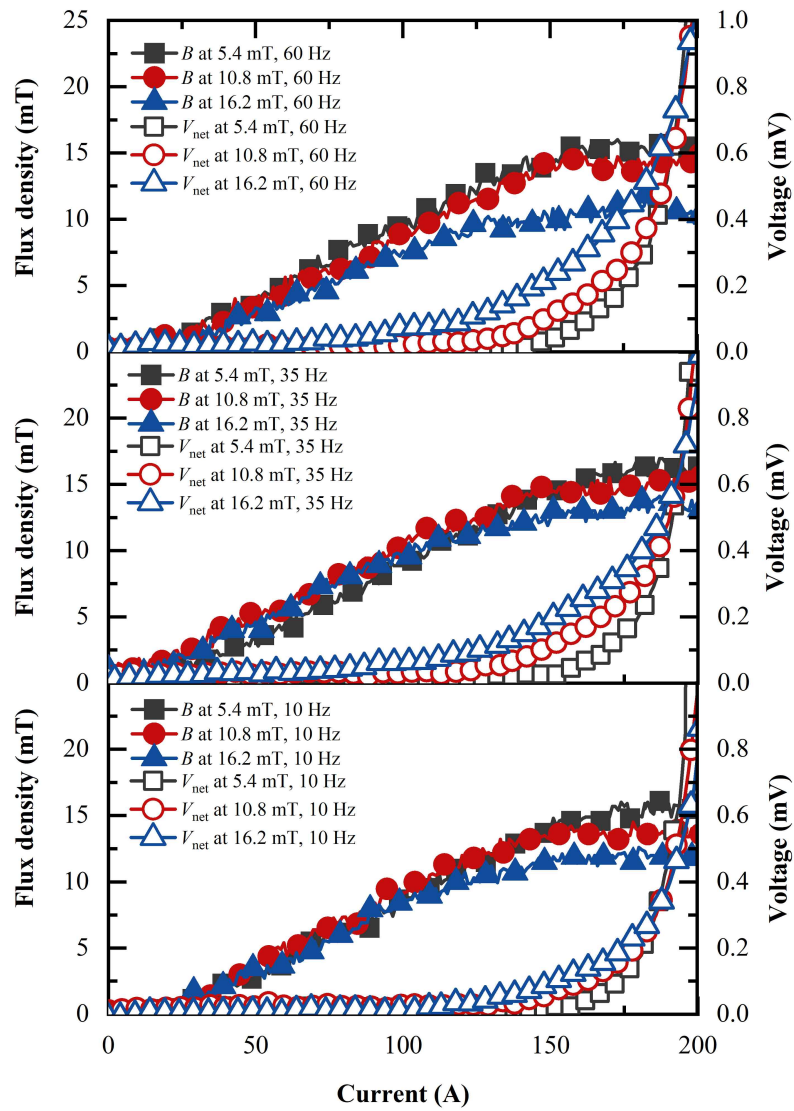 25
20
15
10
5
0
Flux density (mT)
B at 5.4 mT, 60 Hz
B at 10.8 mT, 60 Hz
B at 16.2 mT, 60 Hz
Vnet at 5.4 mT, 60 Hz
Vnet at 10.8 mT, 60 Hz
Vnet at 16.2 mT, 60 Hz
1.0
0.8
0.6
0.4
0.2
0.0
Voltage (mV)
20
15
10
5
0
Flux density (mT)
B at 5.4 mT, 35 Hz
B at 10.8 mT, 35 Hz
B at 16.2 mT, 35 Hz
Vnet at 5.4 mT, 35 Hz
Vnet at 10.8 mT, 35 Hz
Vnet at 16.2 mT, 35 Hz
0.8
0.6
0.4
0.2
0.0
Voltage (mV)
20
15
10
5
0
Flux density (mT)
B at 5.4 mT, 10 Hz
B at 10.8 mT, 10 Hz
B at 16.2 mT, 10 Hz
Vnet at 5.4 mT, 10 Hz
Vnet at 10.8 mT, 10 Hz
Vnet at 16.2 mT, 10 Hz
0.8
0.6
0.4
0.2
0.0
Voltage (mV)
0 50 100 150 200
Current (A)